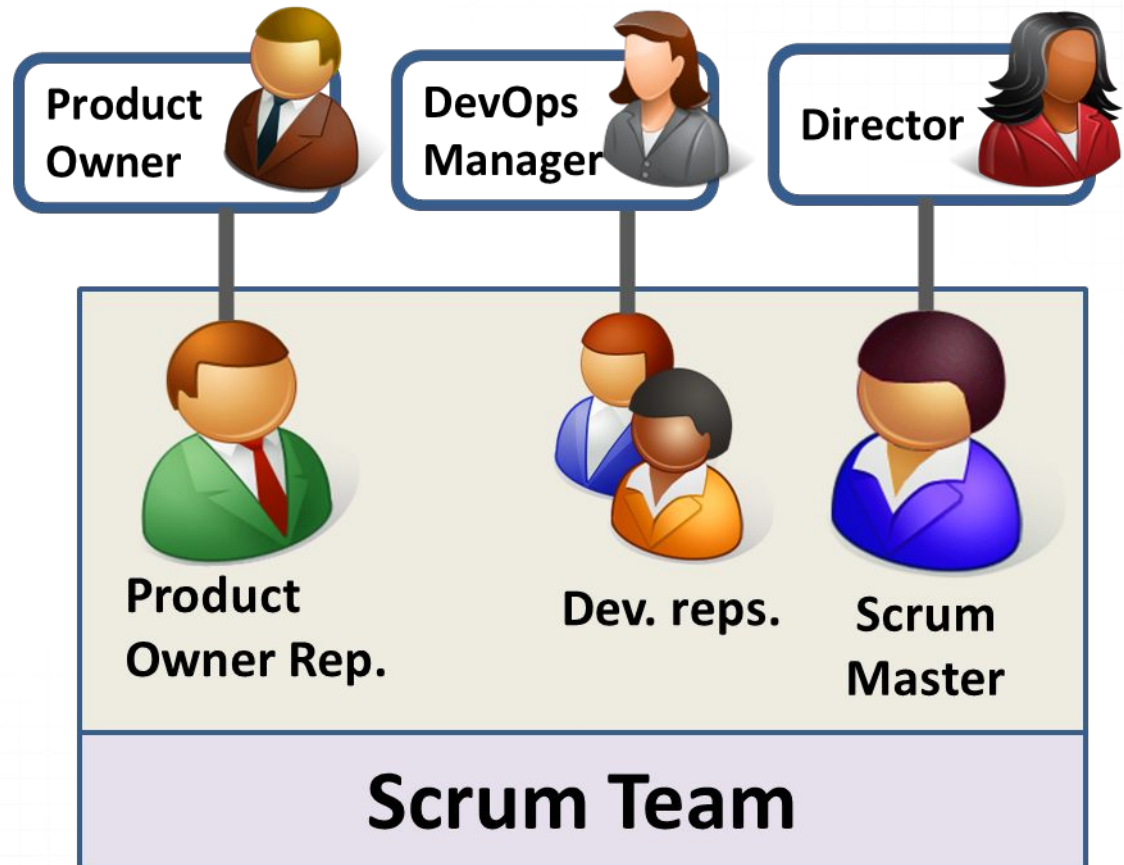 Product
Owner
DevOps
Manager
Director
Product
Owner Rep.
Dev. reps.
Scrum
Master
Scrum Team